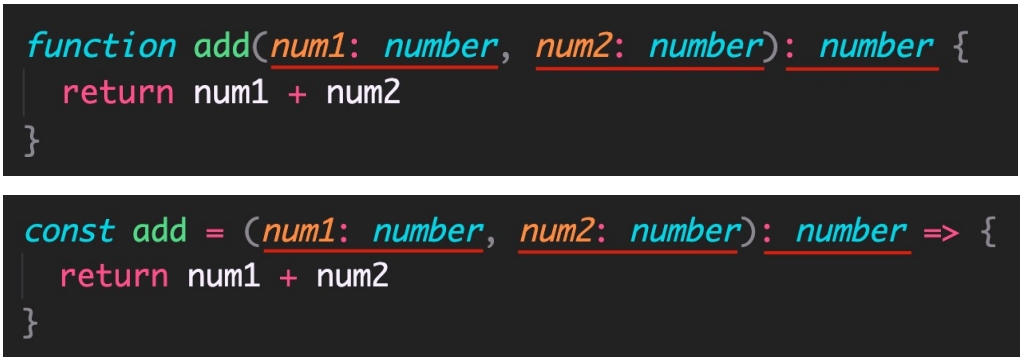 function add(num1: number, num2: number): number {
  return num1 + num2
}
const add = (num1: number, num2: number): number => {
  return num1 + num2
}